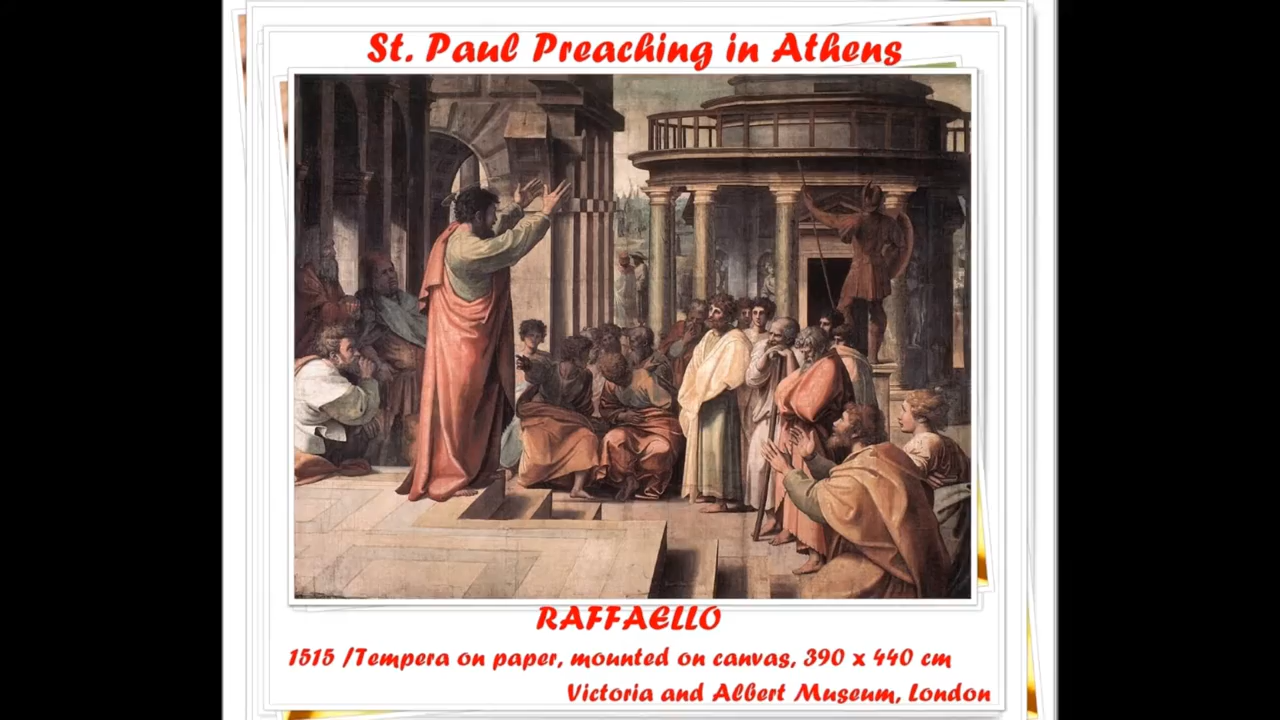 St. Paul Preaching in Athens
RAFFAELLO
1515 /Tempera on paper, mounted on canvas, 390 x 440 cm
Victoria and Albert Museum, London